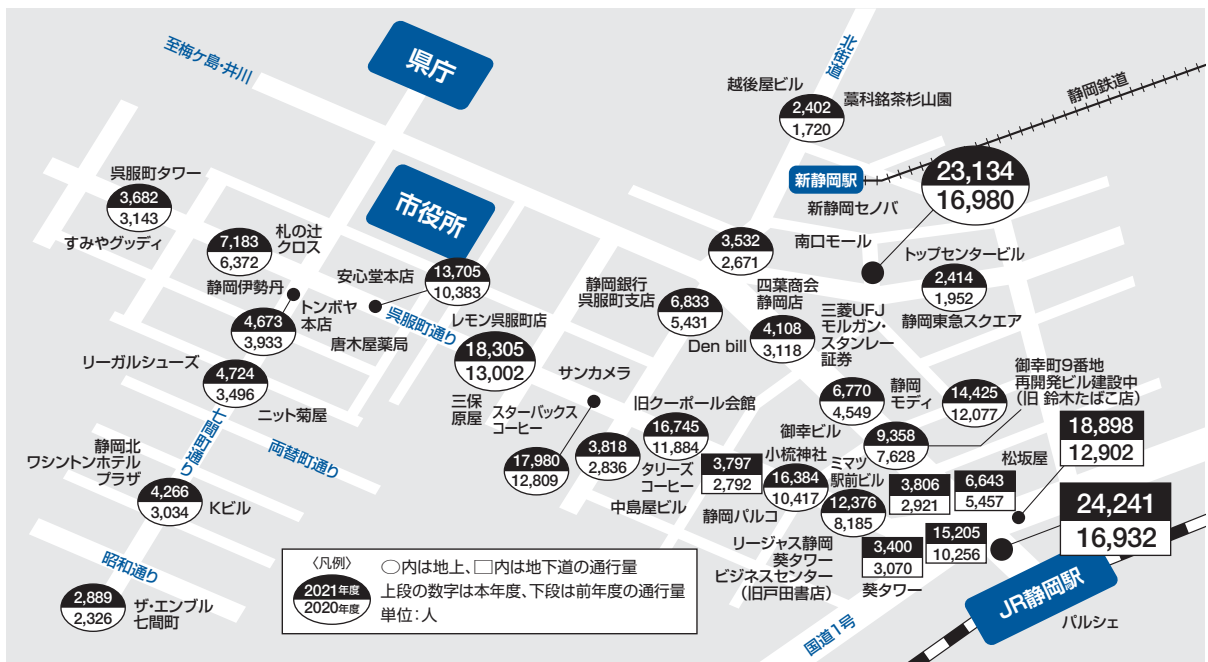 県庁
至梅ケ島・井川
北街道
越後屋ビル
2,402
1,720
藁科銘茶杉山園
静岡鉄道
新静岡駅
23,134
16,980
新静岡セノバ
呉服町タワー
3,682
3,143
すみやグッディ
市役所
7,183
6,372
札の辻
クロス
静岡伊勢丹
安心堂本店
13,705
10,383
3,532
2,671
南口モール
トップセンタービル
2,414
1,952
静岡東急スクエア
静岡銀行
呉服町支店
6,833
5,431
四葉商会
静岡店
4,108
3,118
Den bill
三菱UFJ
モルガン・
スタンレー
証券
トンボヤ
本店
4,673
3,933
唐木屋薬局
呉服町通り
レモン呉服町店
18,305
13,002
三保
原屋
リーガルシューズ
4,724
3,496
ニット菊屋
サンカメラ
スターバックス
コーヒー
17,980
12,809
3,818
2,836
旧クーポール会館
16,745
11,884
タリーズ
コーヒー
中島屋ビル
6,770
4,549
静岡
モディ
御幸ビル
14,425
12,077
御幸町9番地
再開発ビル建設中
(旧 鈴木たばこ店)
9,358
7,628
18,898
12,902
松坂屋
七間町通り
両替町通り
静岡北
ワシントンホテル
プラザ
4,266
3,034
Kビル
3,797
2,792
小梳神社
16,384
10,417
静岡パルコ
ミマツ
駅前ビル
12,376
8,185
3,806
2,921
6,643
5,457
24,241
16,932
15,205
10,256
リージャス静岡
葵タワー
ビジネスセンター
(旧戸田書店)
3,400
3,070
葵タワー
昭和通り
2,889
2,326
ザ・エンブル
七間町
〈凡例〉
○内は地上、□内は地下道の通行量
2021年度
2020年度
上段の数字は本年度、下段は前年度の通行量
単位：人
国道1号
JR静岡駅
パルシェ